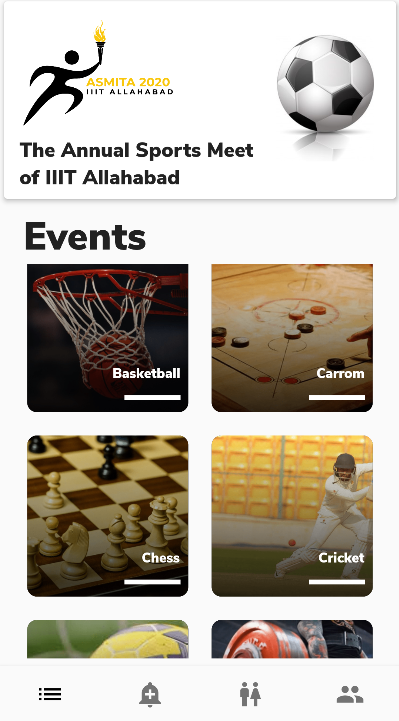 ASMITA 2020
IIIT ALLAHABAD
The Annual Sports Meet
of IIIT Allahabad
Events
Basketball
Carrom
Chess
Cricket